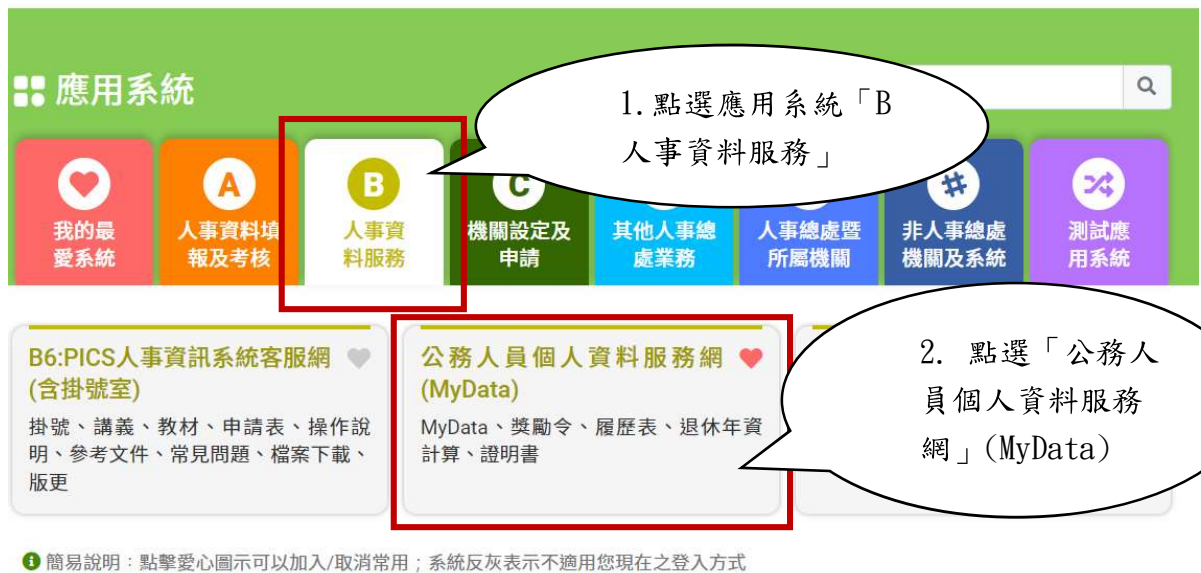 應用系統
1.點選應用系統「B
人事資料服務」
我的最
愛系統
A
人事資料填
報及考核
B
人事資
料服務
C
機關設定及
申請
其他人事總
處業務
人事總處暨
所屬機關
#
非人事總處
機關及系統
測試應
用系統
B6:PICS人事資訊系統客服網
(含掛號室)
掛號、講義、教材、申請表、操作說
明、參考文件、常見問題、檔案下載、
版更
公務人員個人資料服務網
(MyData)
MyData、獎勵令、履歷表、退休年資
計算、證明書
2. 點選「公務人
員個人資料服務
網」(MyData)
簡易說明：點擊愛心圖示可以加入/取消常用；系統反灰表示不適用您現在之登入方式